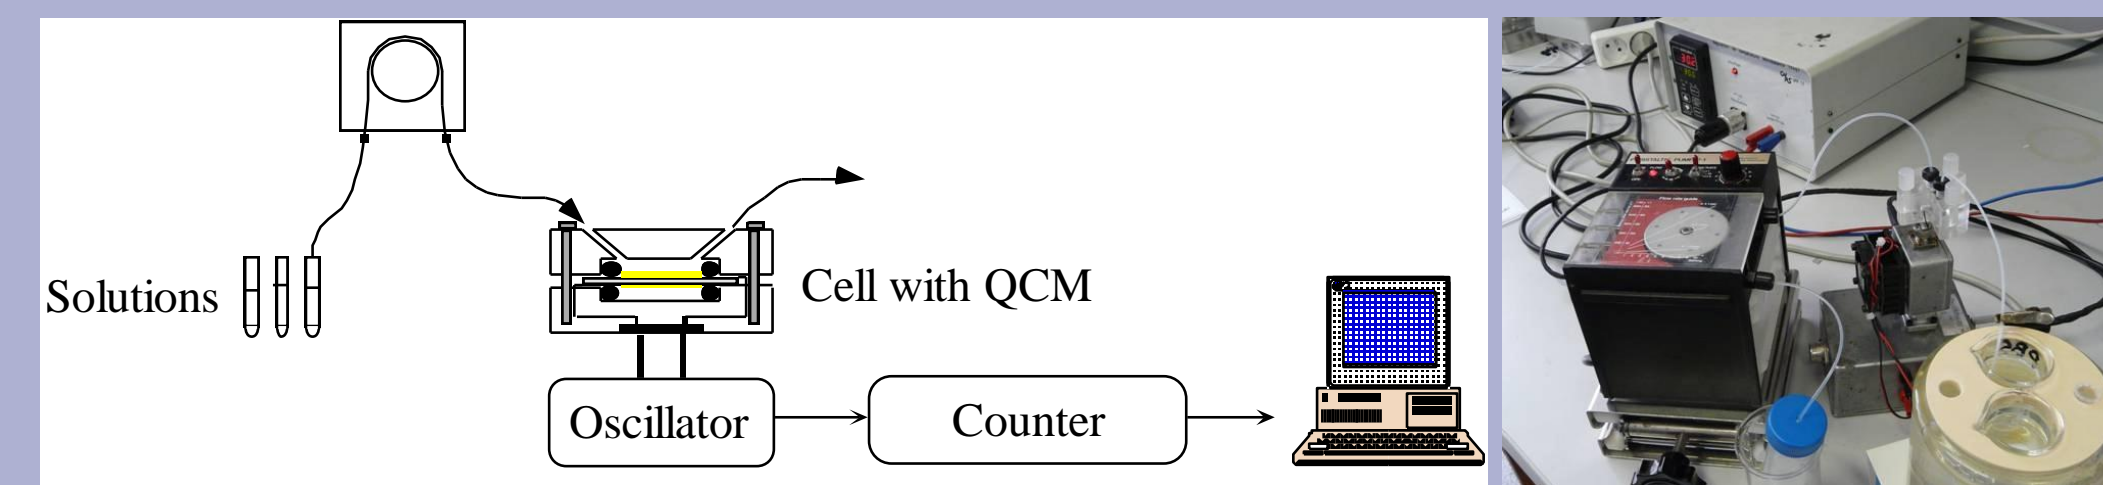 Solutions
Cell with QCM
Oscillator
Counter